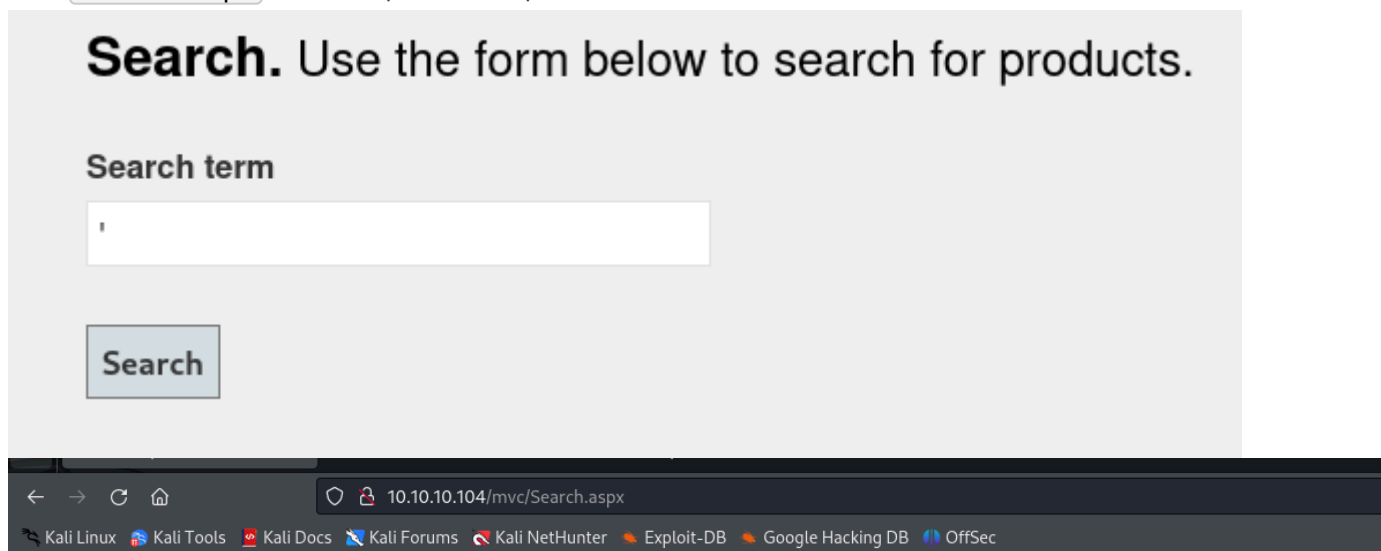 Search. Use the form below to search for products.
Search term
'
Search
10.10.10.104/mvc/Search.aspx
Kali Linux Kali Tools Kali Docs Kali Forums Kali NetHunter Exploit-DB Google Hacking DB OffSec